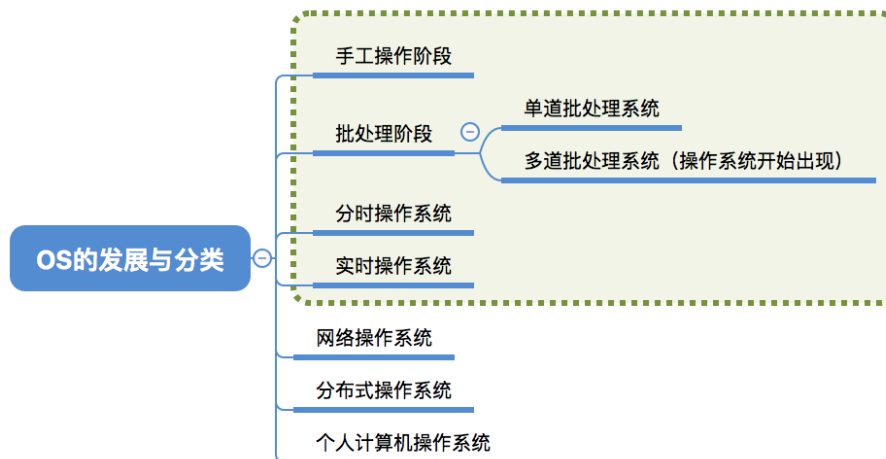 OS的发展与分类
手工操作阶段
批处理阶段
单道批处理系统
多道批处理系统（操作系统开始出现）
分时操作系统
实时操作系统
网络操作系统
分布式操作系统
个人计算机操作系统